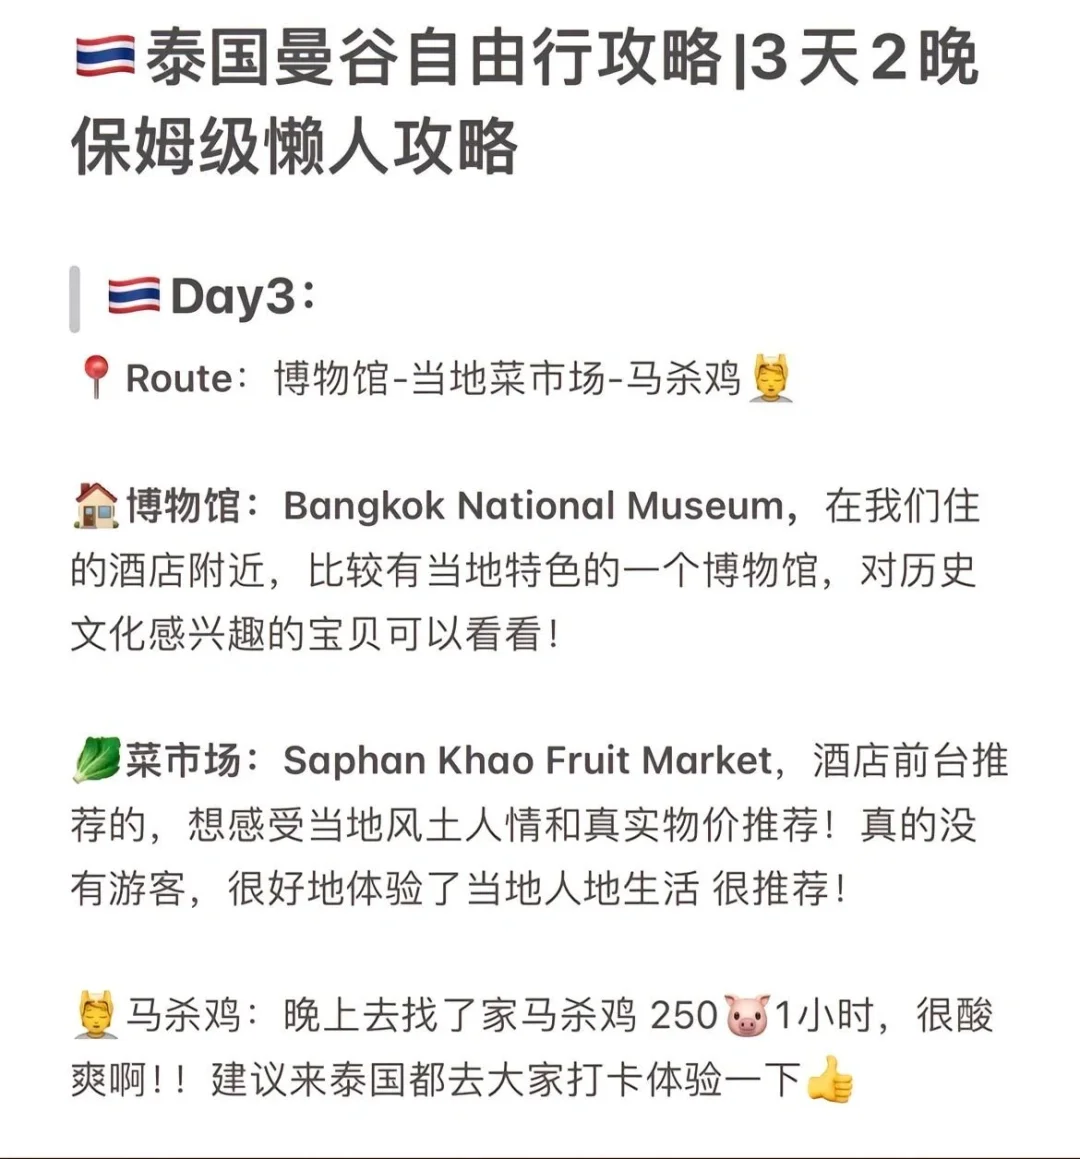 🇹🇭泰国曼谷自由行攻略|3天2晚
保姆级懒人攻略
🇹🇭Day3：
📍Route：博物馆-当地菜市场-马杀鸡💆
🏠博物馆：Bangkok National Museum，在我们住
的酒店附近，比较有当地特色的一个博物馆，对历史
文化感兴趣的宝贝可以看看！
🥬菜市场：Saphan Khao Fruit Market，酒店前台推
荐的，想感受当地风土人情和真实物价推荐！真的没
有游客，很好地体验了当地人地生活 很推荐！
💆马杀鸡：晚上去找了家马杀鸡 250🐷1小时，很酸
爽啊！！建议来泰国都去大家打卡体验一下👍